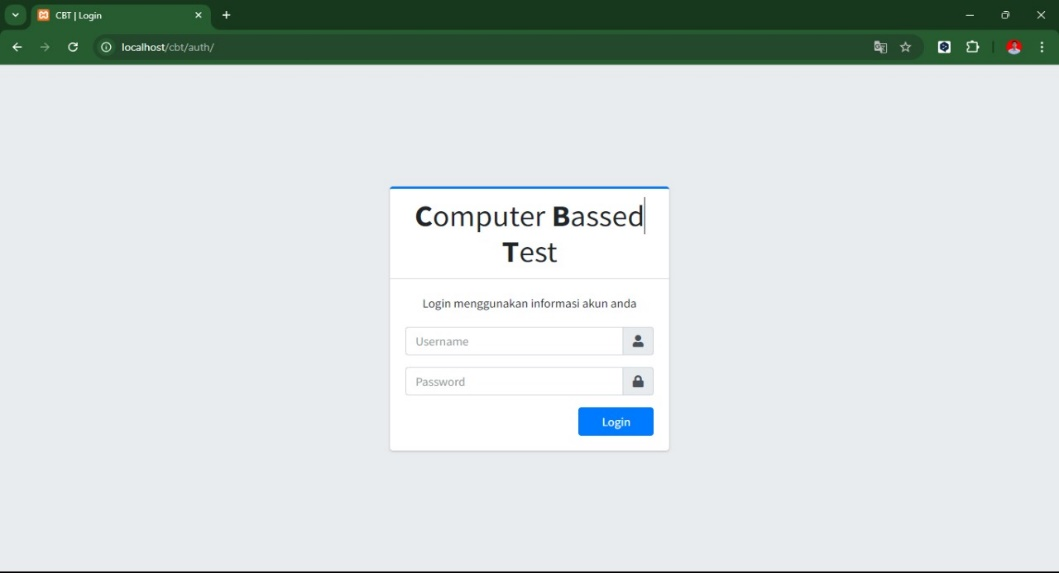 CBT | Login
localhost/cbt/auth/
Computer Bassed
Test
Login menggunakan informasi akun anda
Username
Password
Login